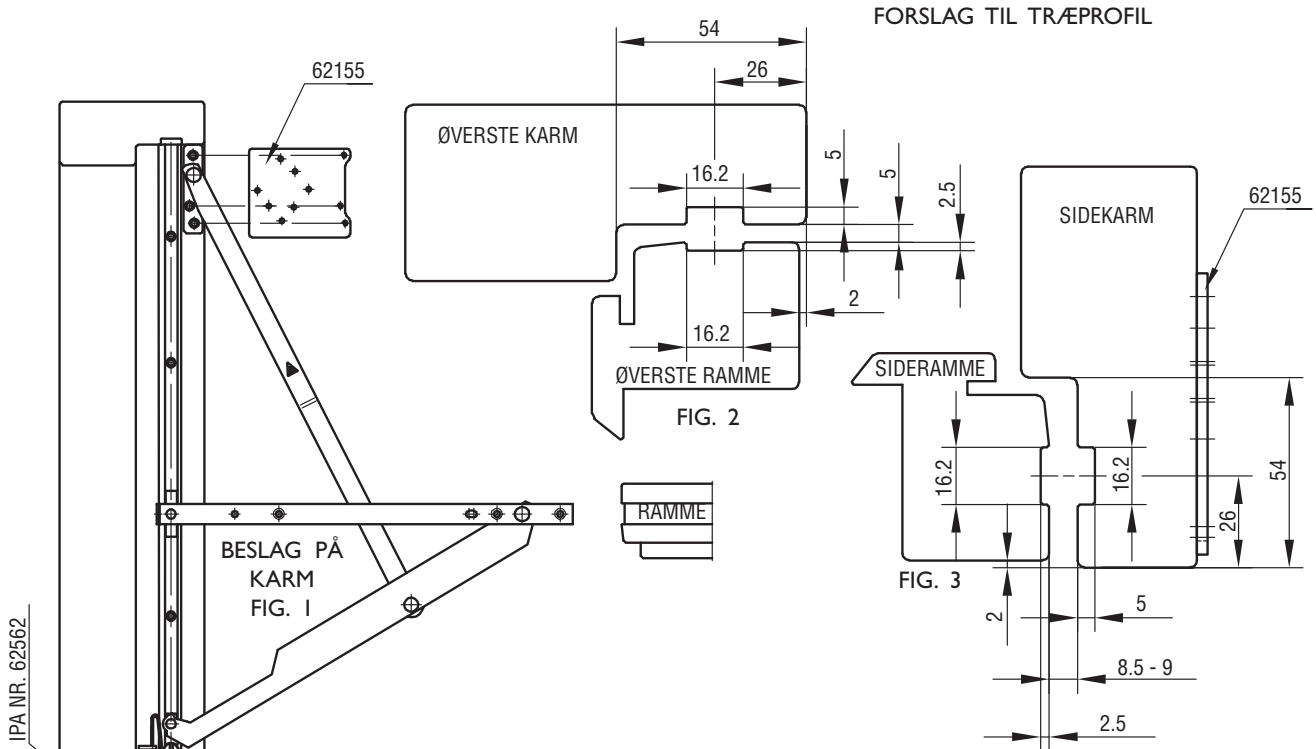 FORSLAG TIL TRÆPROFIL
54
26
62155
ØVERSTE KARM
5
5
2.5
16.2
SIDEKARM
62155
2
16.2
ØVERSTE RAMME
SIDERAMME
FIG. 2
16.2
16.2
54
26
RAMME
BESLAG PÅ
KARM
FIG. 1
FIG. 3
2
5
8.5 - 9
2.5
IPA NR. 62562